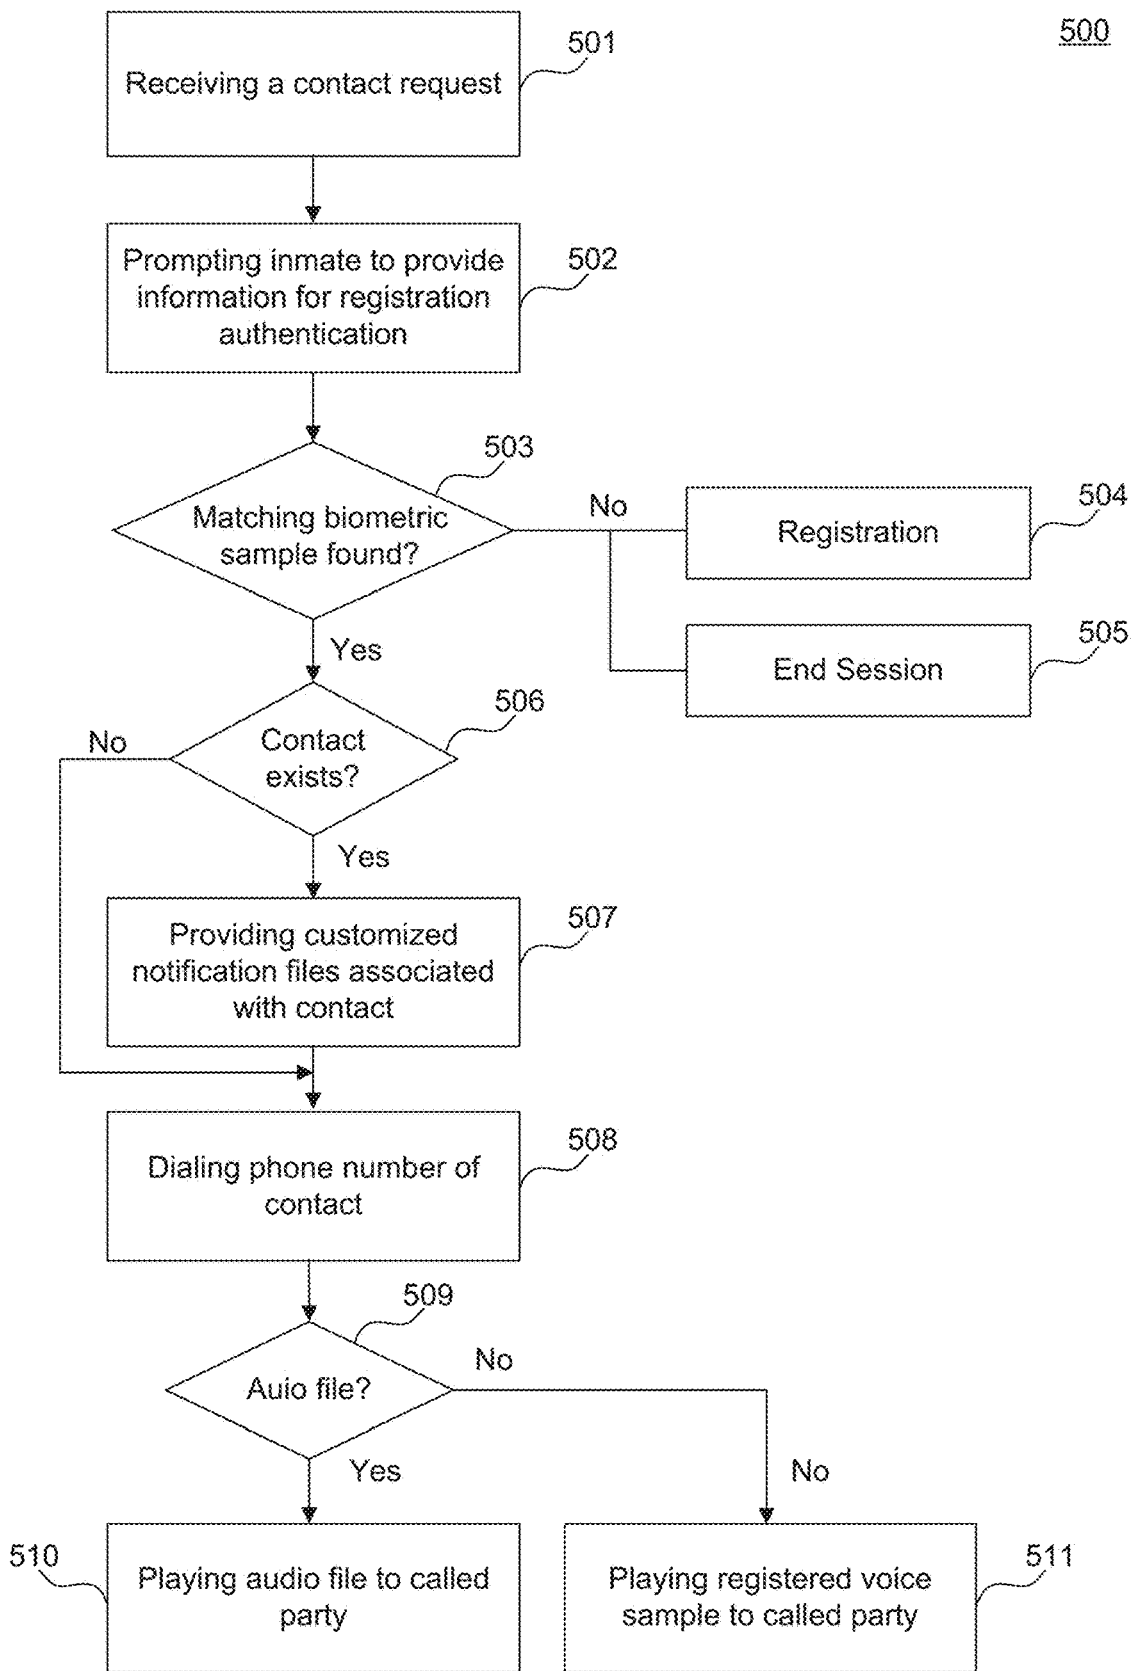 500
501
Receiving a contact request
502
Prompting inmate to provide
information for registration
authentication
503
Matching biometric
sample found?
No
504
Registration
505
End Session
Yes
506
Contact
exists?
No
Yes
507
Providing customized
notification files associated
with contact
508
Dialing phone number of
contact
509
Auio file?
No
Yes
No
510
Playing audio file to called
party
511
Playing registered voice
sample to called party